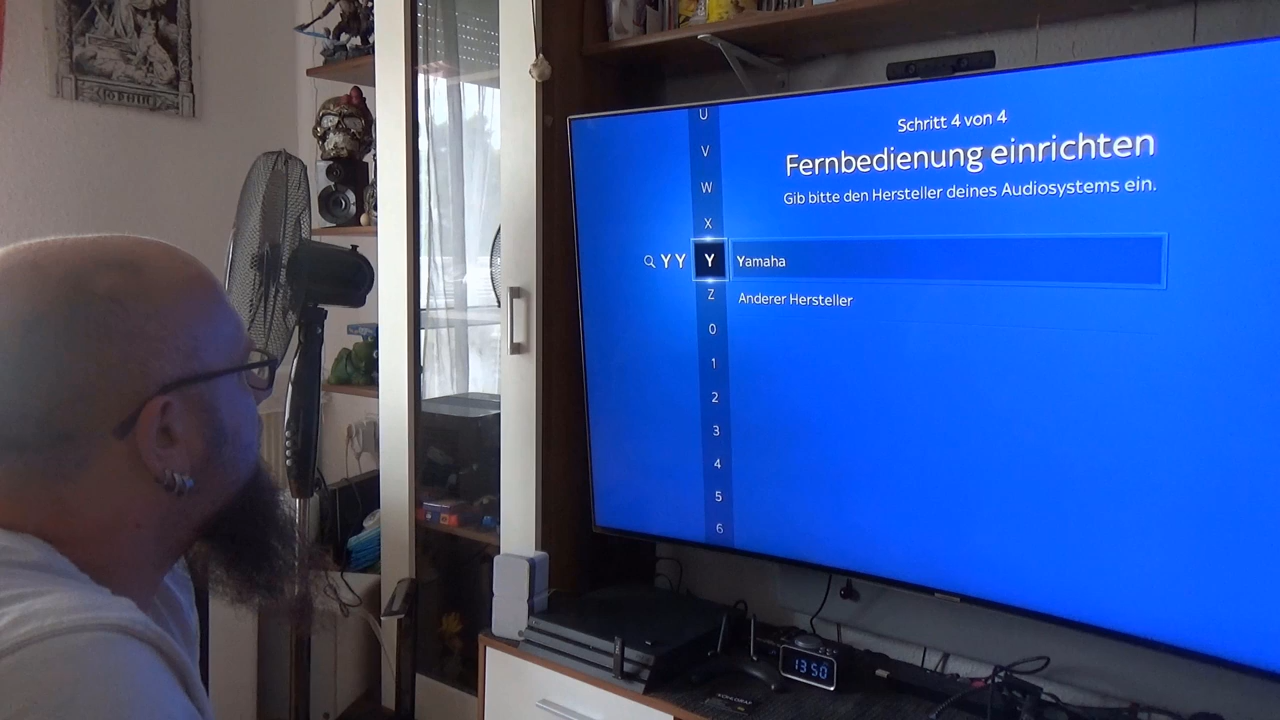 Schritt 4 von 4
Fernbedienung einrichten
Gib bitte den Hersteller deines Audiosystems ein.
U
V
W
X
Y Y Y
Yamaha
Z
Anderer Hersteller
0
1
2
3
4
5
6
13 50